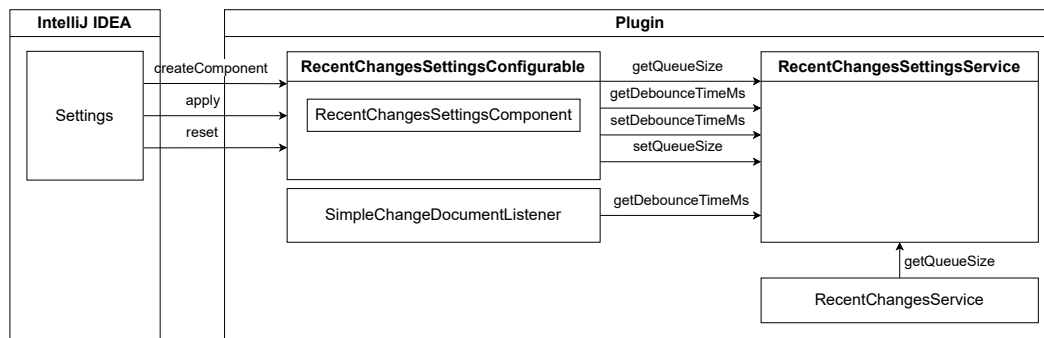 IntelliJ IDEA
Plugin
Settings
createComponent
apply
reset
RecentChangesSettingsConfigurable
RecentChangesSettingsComponent
getQueueSize
getDebounceTimeMs
setDebounceTimeMs
setQueueSize
RecentChangesSettingsService
SimpleChangeDocumentListener
getDebounceTimeMs
getQueueSize
RecentChangesService